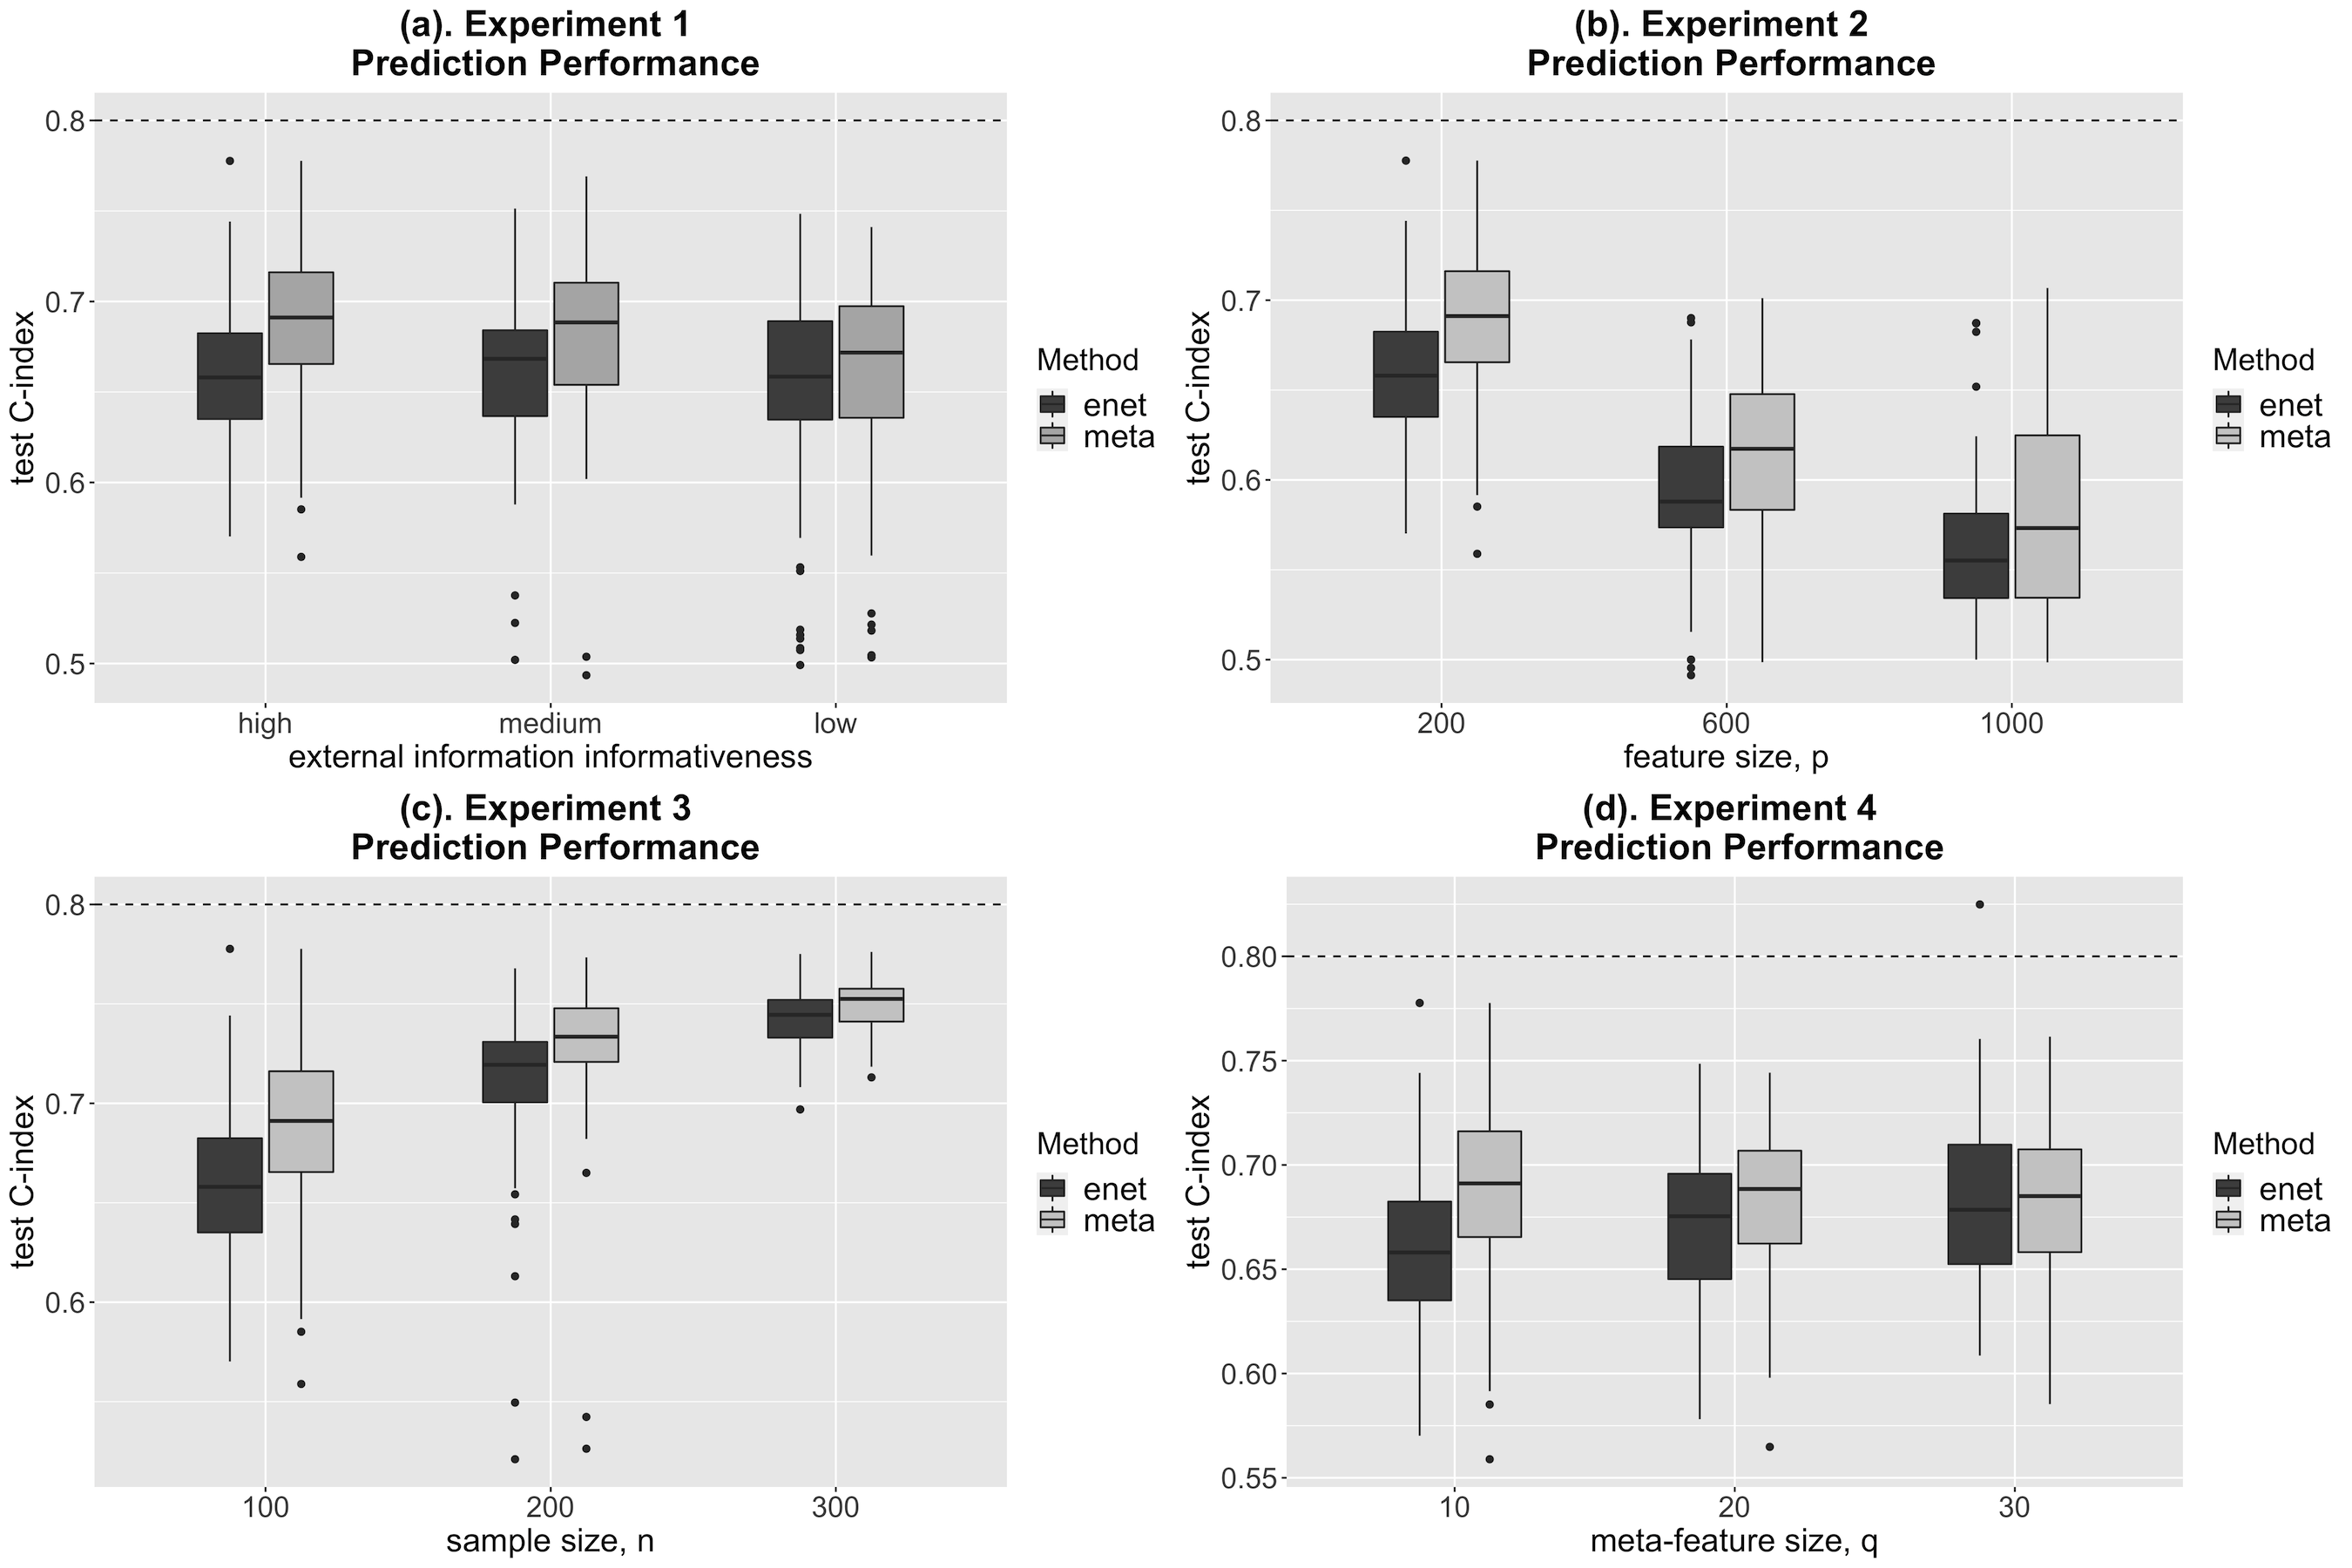 (a). Experiment 1
Prediction Performance
0.8
0.7
0.6
0.5
test C-index
high medium low
external information informativeness
Method
enet
meta
(b). Experiment 2
Prediction Performance
0.8
0.7
0.6
0.5
test C-index
200 600 1000
feature size, p
Method
enet
meta
(c). Experiment 3
Prediction Performance
0.8
0.7
0.6
test C-index
100 200 300
sample size, n
Method
enet
meta
(d). Experiment 4
Prediction Performance
0.80
0.75
0.70
0.65
0.60
0.55
test C-index
10 20 30
meta-feature size, q
Method
enet
meta